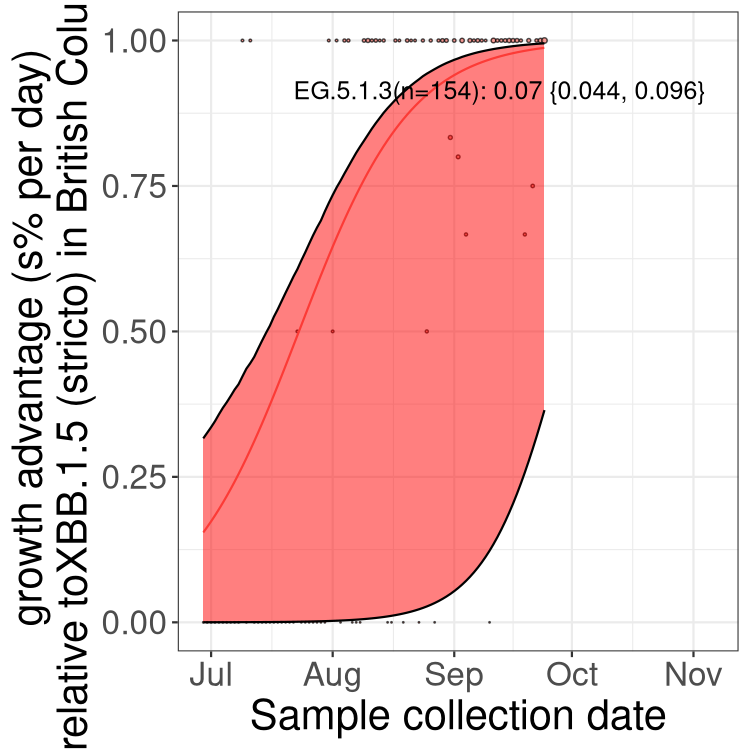 growth advantage (s% per day)
relative toXBB.1.5 (stricto) in British Colu
1.00
0.75
0.50
0.25
0.00
EG.5.1.3(n=154): 0.07 {0.044, 0.096}
Jul Aug Sep Oct Nov
Sample collection date